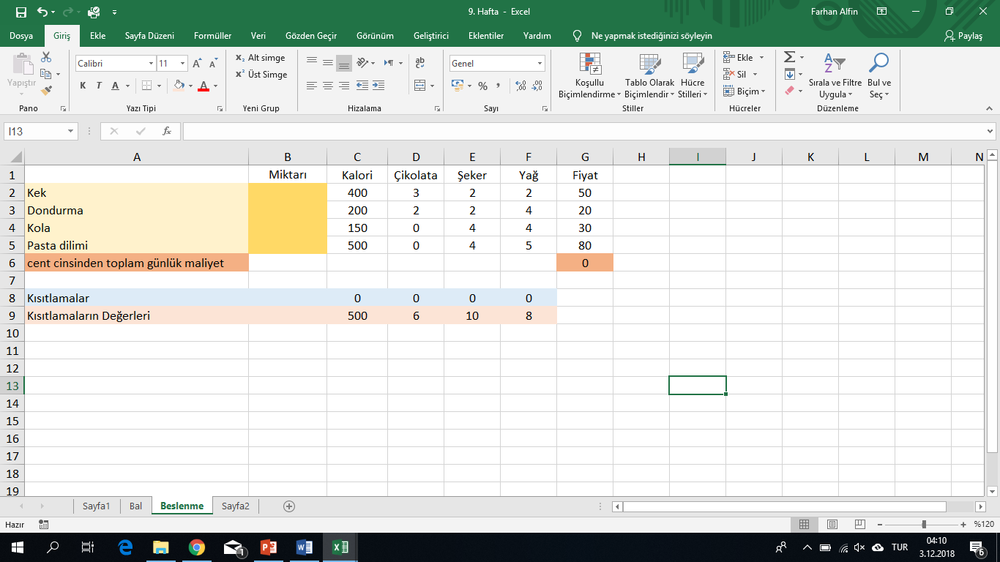 9. Hafta - Excel
Farhan Alfin
Dosya Giriş Ekle Sayfa Düzeni Formüller Veri Gözden Geçir Görünüm Geliştirici Eklentiler Yardım Ne yapmak istediğinizi söyleyin Paylaş
Yapıştır
Calibri 11
K T A A
X₂ Alt simge
X² Üst Simge
ab
Genel
% ,
Koşullu Biçimlendirme
Tablo Olarak Biçimlendir
Hücre Stilleri
Ekle
Sil
Biçim
Sırala ve Filtre Uygula
Bul ve Seç
Pano Yazı Tipi Yeni Grup Hizalama Sayı Stiller Hücreler Düzenleme
I13 fx
A B C D E F G H I J K L M N
1 Miktarı Kalori Çikolata Şeker Yağ Fiyat
2 Kek 400 3 2 2 50
3 Dondurma 200 2 2 4 20
4 Kola 150 0 4 4 30
5 Pasta dilimi 500 0 4 5 80
6 cent cinsinden toplam günlük maliyet 0
7
8 Kısıtlamalar 0 0 0 0
9 Kısıtlamaların Değerleri 500 6 10 8
10
11
12
13
14
15
16
17
18
19
Sayfa1 Bal Beslenme Sayfa2
Hazır %120
1 TUR 04:10
3.12.2018 6